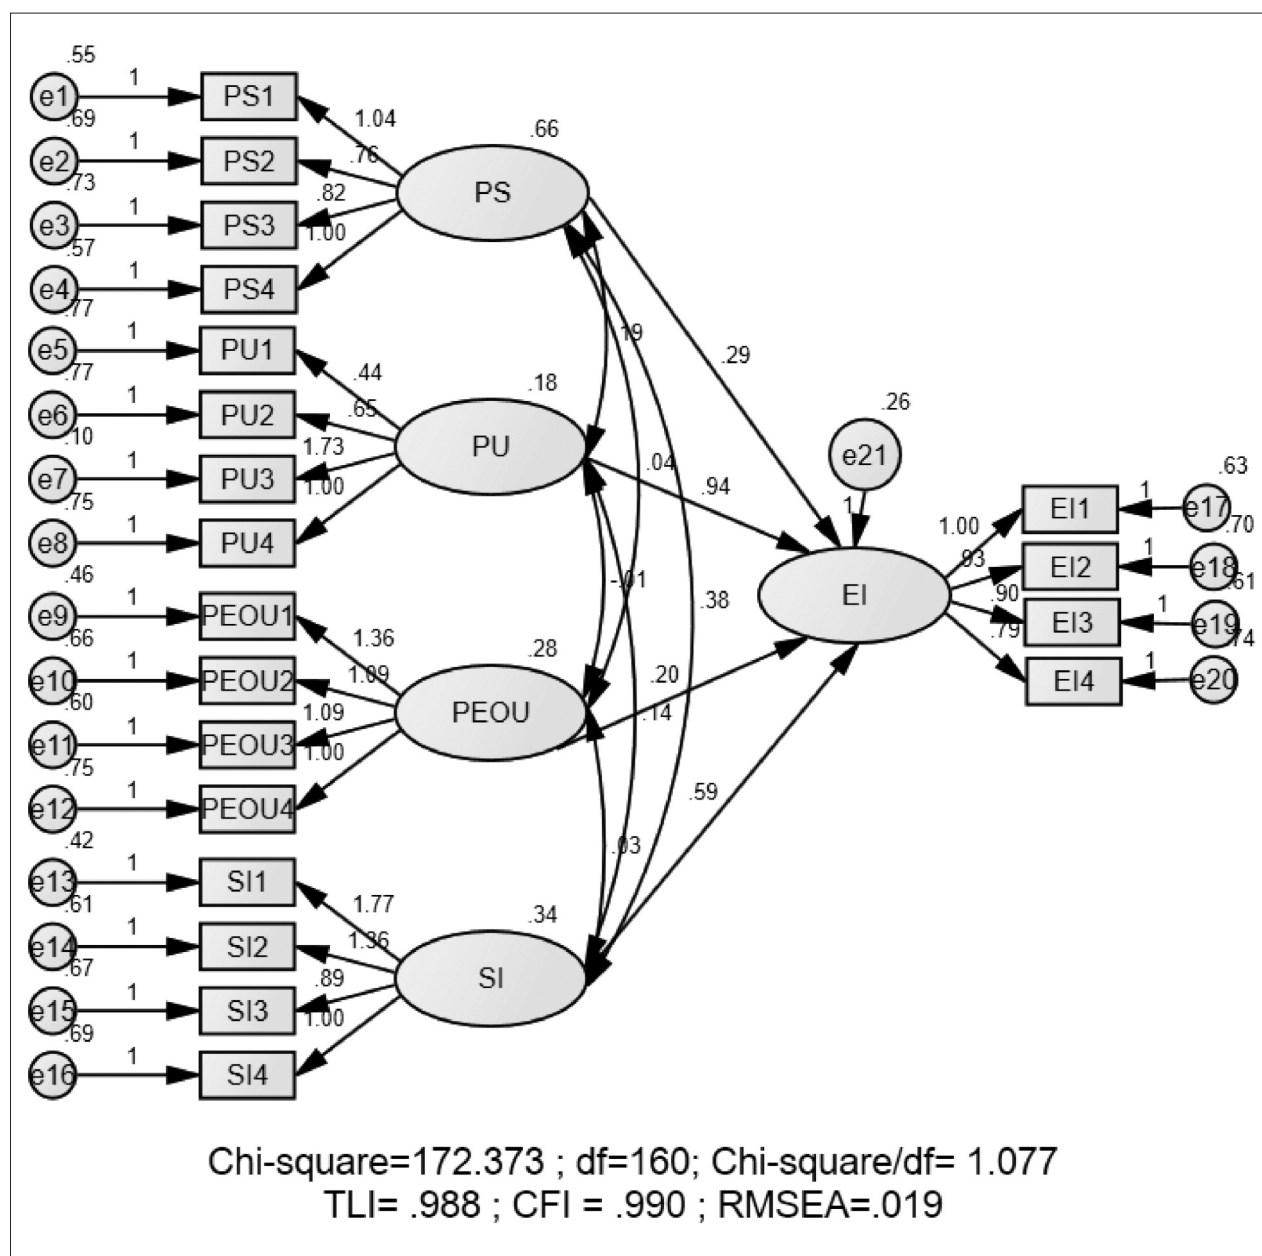 .55
e1 1 PS1
.69
e2 1 PS2
.73
e3 1 PS3
.57
e4 1 PS4
1.04
.76
.82
1.00
.66
PS
.77
e5 1 PU1
.77
e6 1 PU2
.10
e7 1 PU3
.75
e8 1 PU4
.44
.65
1.73
1.00
.18
PU
.46
e9 1 PEOU1
.66
e10 1 PEOU2
.60
e11 1 PEOU3
.75
e12 1 PEOU4
1.36
1.09
1.09
1.00
.28
PEOU
.42
e13 1 SI1
.61
e14 1 SI2
.67
e15 1 SI3
.69
e16 1 SI4
1.77
1.36
.89
1.00
.34
SI
.19
.04
-.01
.38
.14
.03
.29
.94
.20
.59
.26
e21
1
EI
1.00
.93
.90
.79
.63
EI1 1 e17
.70
EI2 1 e18
.61
EI3 1 e19
.74
EI4 1 e20
Chi-square=172.373 ; df=160; Chi-square/df= 1.077
TLI= .988 ; CFI = .990 ; RMSEA=.019